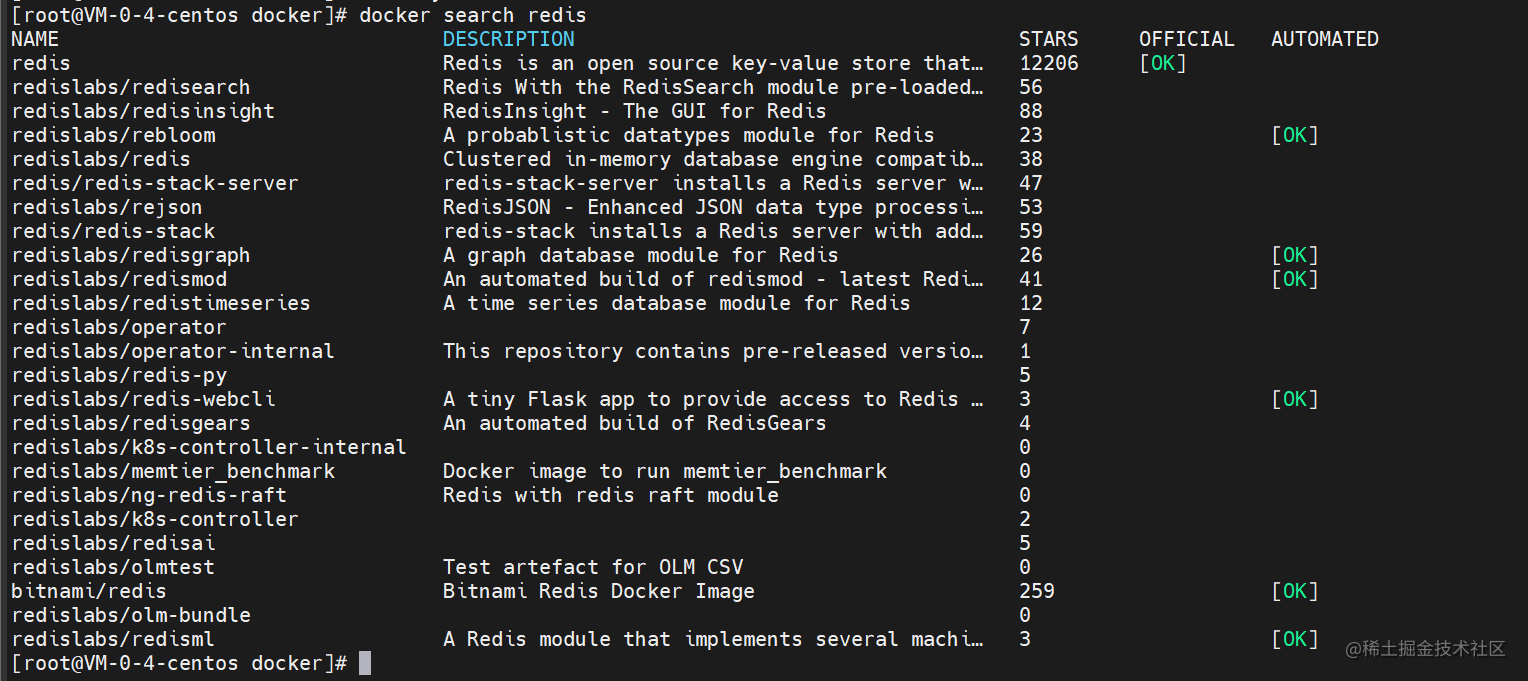 [root@VM-0-4-centos docker]# docker search redis
NAME DESCRIPTION STARS OFFICIAL AUTOMATED
redis Redis is an open source key-value store that… 12206 [OK]
redislabs/redisearch Redis With the RedisSearch module pre-loaded… 56
redislabs/redisinsight RedisInsight - The GUI for Redis 88
redislabs/rebloom A probablistic datatypes module for Redis 23 [OK]
redislabs/redis Clustered in-memory database engine compatib… 38
redis/redis-stack-server redis-stack-server installs a Redis server w… 47
redislabs/rejson RedisJSON - Enhanced JSON data type processi… 53
redis/redis-stack redis-stack installs a Redis server with add… 59
redislabs/redisgraph A graph database module for Redis 26 [OK]
redislabs/redismod An automated build of redismod - latest Redi… 41 [OK]
redislabs/redistimeseries A time series database module for Redis 12
redislabs/operator 7
redislabs/operator-internal This repository contains pre-released versio… 1
redislabs/redis-py 5
redislabs/redis-webcli A tiny Flask app to provide access to Redis … 3 [OK]
redislabs/redisgears An automated build of RedisGears 4
redislabs/k8s-controller-internal 0
redislabs/memtier_benchmark Docker image to run memtier_benchmark 0
redislabs/ng-redis-raft Redis with redis raft module 0
redislabs/k8s-controller 2
redislabs/redisai 5
redislabs/olmtest Test artefact for OLM CSV 0
bitnami/redis Bitnami Redis Docker Image 259 [OK]
redislabs/olm-bundle 0
redislabs/redisml A Redis module that implements several machi… 3 [OK]
[root@VM-0-4-centos docker]#
@稀土掘金技术社区